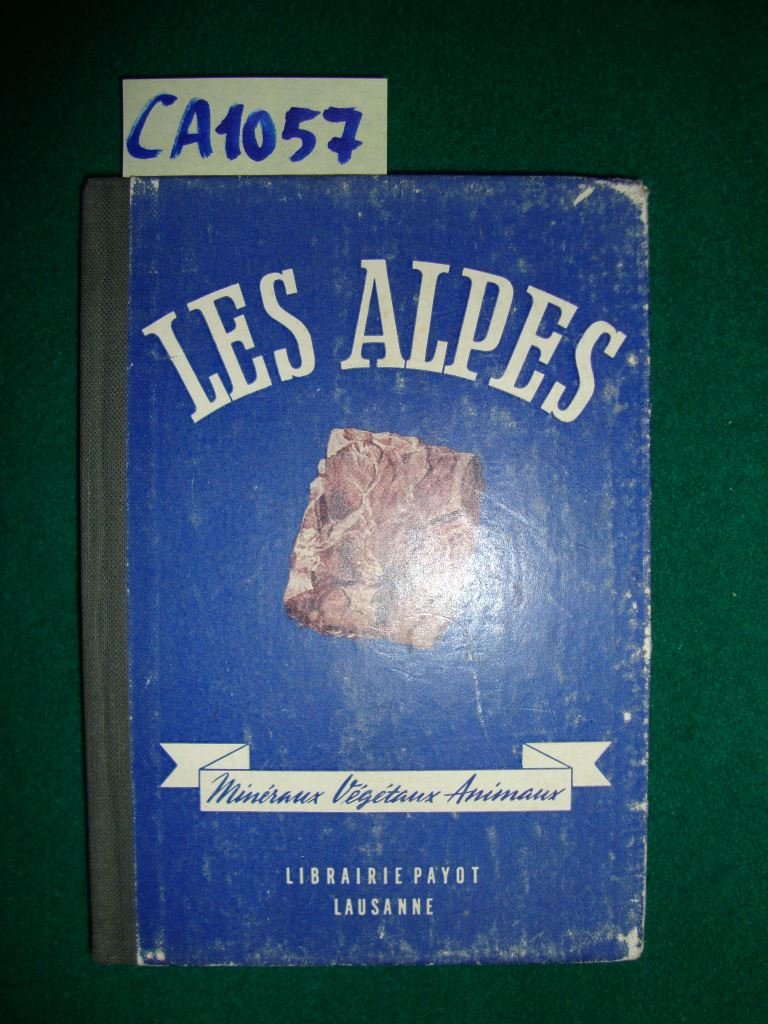 CA1057
LES ALPES
Minéraux Végétaux Animaux
LIBRAIRIE PAYOT
LAUSANNE